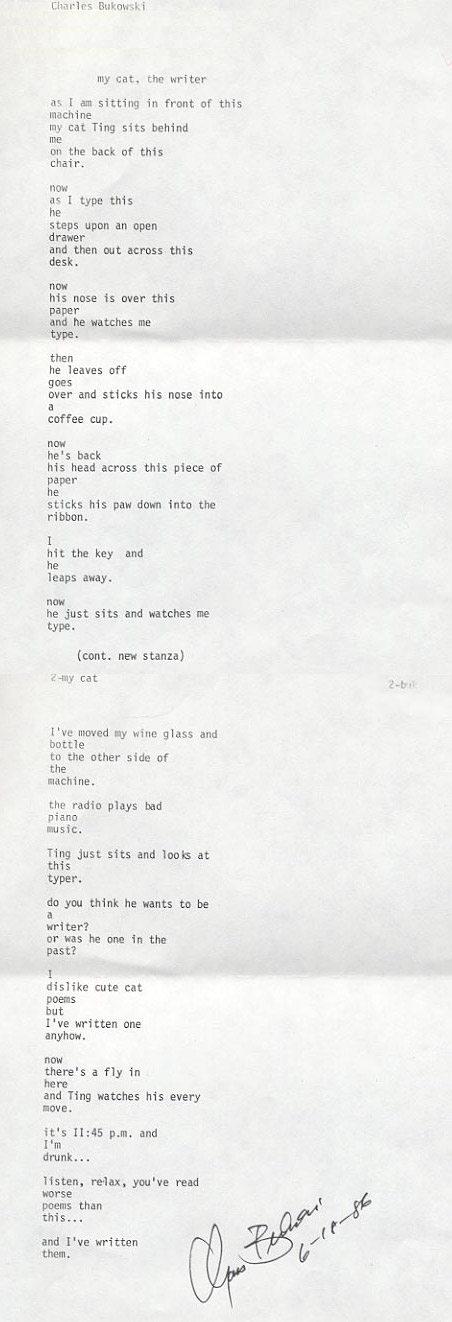 Charles Bukowski
my cat, the writer
as I am sitting in front of this
machine
my cat Ting sits behind
me
on the back of this
chair.
now
as I type this
he
steps upon an open
drawer
and then out across this
desk.
now
his nose is over this
paper
and he watches me
type.
then
he leaves off
goes
over and sticks his nose into
a
coffee cup.
now
he's back
his head across this piece of
paper
he
sticks his paw down into the
ribbon.
I
hit the key and
he
leaps away.
now
he just sits and watches me
type.
(cont. new stanza)
2-my cat
2-buk
I've moved my wine glass and
bottle
to the other side of
the
machine.
the radio plays bad
piano
music.
Ting just sits and looks at
this
typer.
do you think he wants to be
a
writer?
or was he one in the
past?
I
dislike cute cat
poems
but
I've written one
anyhow.
now
there's a fly in
here
and Ting watches his every
move.
it's II:45 p.m. and
I'm
drunk...
listen, relax, you've read
worse
poems than
this...
and I've written
them.